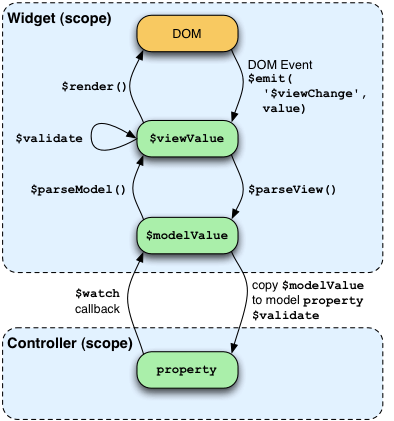 Widget (scope)
DOM
DOM Event
$emit(
'$viewChange',
value)
$render()
$validate
$viewValue
$parseModel()
$parseView()
$modelValue
$watch
callback
copy $modelValue
to model property
$validate
Controller (scope)
property